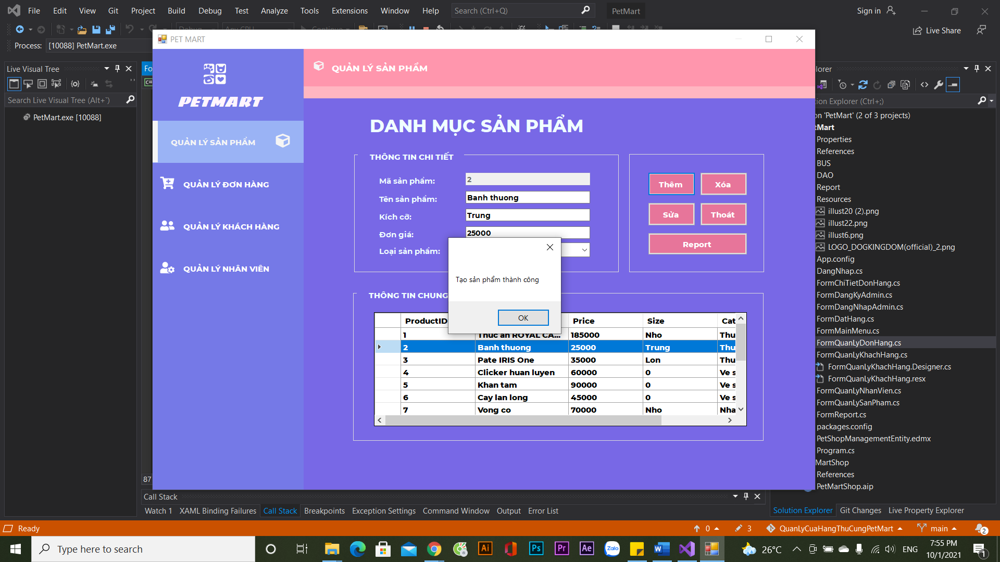 File Edit View Git Project Build Debug Test Analyze Tools Extensions Window Help Search (Ctrl+Q) PetMart Sign in
Live Share
Process: [10088] PetMart.exe
PET MART
Live Visual Tree
Search Live Visual Tree (Alt+`)
PetMart.exe [10088]
PETMART
QUẢN LÝ SẢN PHẨM
QUẢN LÝ ĐƠN HÀNG
QUẢN LÝ KHÁCH HÀNG
QUẢN LÝ NHÂN VIÊN
QUẢN LÝ SẢN PHẨM
DANH MỤC SẢN PHẨM
THÔNG TIN CHI TIẾT
Mã sản phẩm: 2
Tên sản phẩm: Banh thuong
Kích cỡ: Trung
Đơn giá: 25000
Loại sản phẩm:
Thêm Xóa
Sửa Thoát
Report
Tạo sản phẩm thành công
OK
THÔNG TIN CHUNG
ProductID Price Size Cat
1 Thuc an ROYAL CA... 185000 Nho Thu
2 Banh thuong 25000 Trung Thu
3 Pate IRIS One 35000 Lon Thu
4 Clicker huan luyen 60000 0 Ve s
5 Khan tam 90000 0 Ve s
6 Cay lan long 45000 0 Ve s
7 Vong co 70000 Nho Nha
87
Call Stack
Watch 1 XAML Binding Failures Call Stack Breakpoints Exception Settings Command Window Output Error List
lorer
ion Explorer (Ctrl+;)
on 'PetMart' (2 of 3 projects)
tMart
Properties
References
BUS
DAO
Report
Resources
illust20 (2).png
illust22.png
illust6.png
LOGO_DOGKINGDOM(official)_2.png
App.config
DangNhap.cs
FormChiTietDonHang.cs
FormDangKyAdmin.cs
FormDangNhapAdmin.cs
FormDatHang.cs
FormMainMenu.cs
FormQuanLyDonHang.cs
FormQuanLyKhachHang.cs
FormQuanLyKhachHang.Designer.cs
FormQuanLyKhachHang.resx
FormQuanLyNhanVien.cs
FormQuanLySanPham.cs
FormReport.cs
packages.config
PetShopManagementEntity.edmx
Program.cs
MartShop
References
PetMartShop.aip
Solution Explorer Git Changes Live Property Explorer
Ready 0 3 QuanLyCuaHangThuCungPetMart main 2
Type here to search
Ai Ps Pr Ae Zalo
26°C ENG
7:55 PM
10/1/2021
1